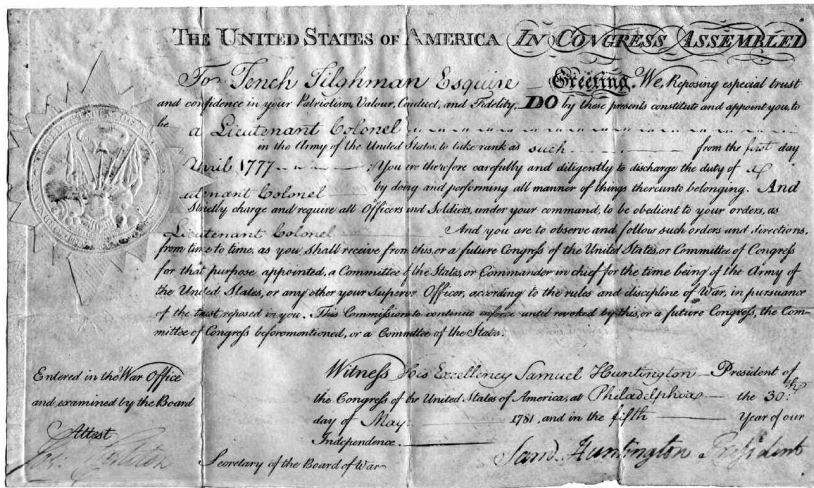 THE UNITED STATES OF AMERICA IN CONGRESS ASSEMBLED
To Tench Tilghman Esquire Greeting. We, Reposing especial trust
and confidence in your Patriotism, Valour, Conduct, and Fidelity, DO by these presents constitute and appoint you, to
be a Lieutenant Colonel
in the Army of the United States, to take rank as such from the first day
April 1777 You are therefore carefully and diligently to discharge the duty of a
Lieutenant Colonel by doing and performing all manner of things thereunto belonging. And
Strictly charge and require all Officers and Soldiers, under your command, to be obedient to your orders, as
Lieutenant Colonel And you are to observe and follow such orders and directions,
from time to time, as you shall receive from this, or a future Congress of the United States, or Committee of Congress
for that purpose appointed, a Committee of the States, or Commander in chief for the time being of the Army of
the United States, or any other your Superor Officer, according to the rules and discipline of War, in pursuance
of the trust reposed in you. This Commission to continue inforce until revoked by this, or a future Congress, the Com-
mittee of Congress beforementioned, or a Committee of the States.
Witness His Excellency Samuel Huntington President of
the Congress of the United States of America, at Philadelphia the 30th
day of May 1781, and in the fifth Year of our
Independence.
Saml. Huntington President
Entered in the War Office
and examined by the Board
Attest
Secretary of the Board of War